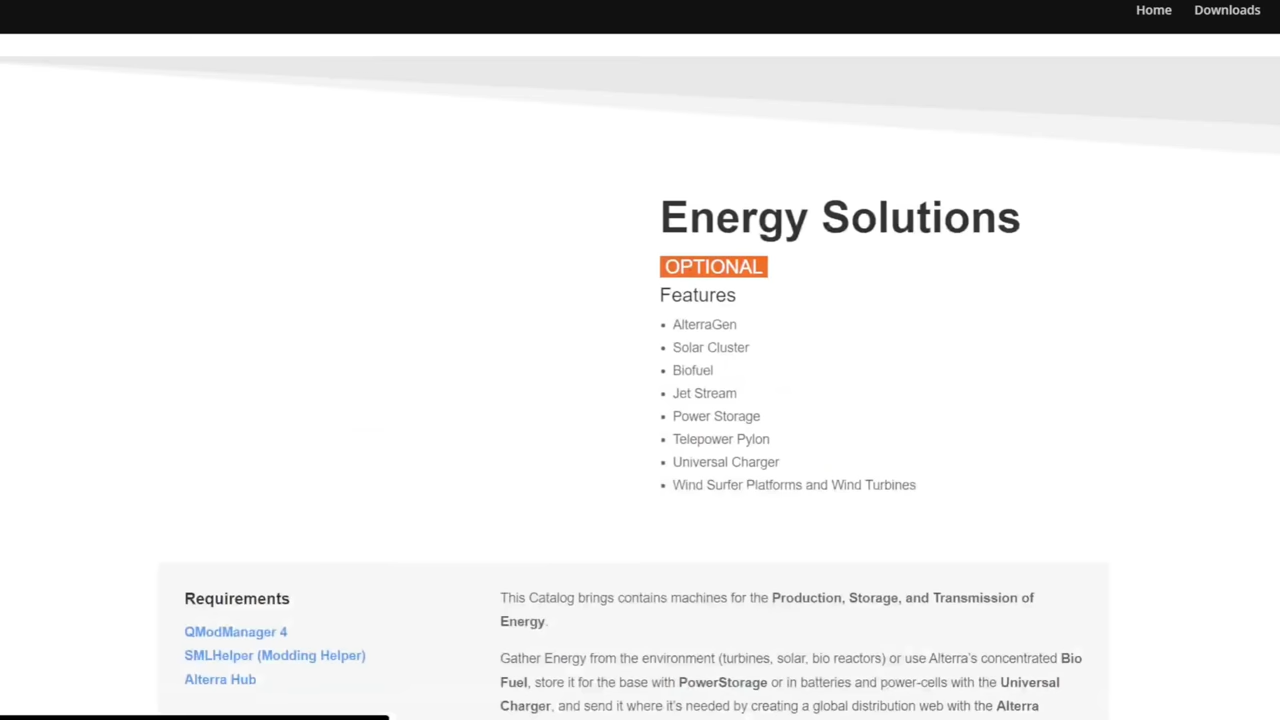 Home Downloads
Energy Solutions
OPTIONAL
Features
• AlterraGen
• Solar Cluster
• Biofuel
• Jet Stream
• Power Storage
• Telepower Pylon
• Universal Charger
• Wind Surfer Platforms and Wind Turbines
Requirements
QModManager 4
SMLHelper (Modding Helper)
Alterra Hub
This Catalog brings contains machines for the Production, Storage, and Transmission of
Energy.
Gather Energy from the environment (turbines, solar, bio reactors) or use Alterra's concentrated Bio
Fuel, store it for the base with PowerStorage or in batteries and power-cells with the Universal
Charger, and send it where it's needed by creating a global distribution web with the Alterra